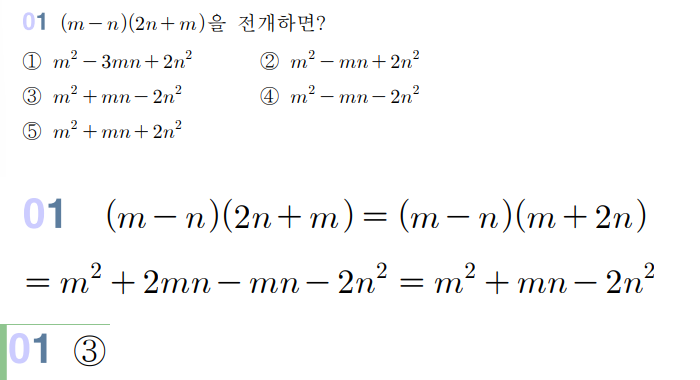 01 (m−n)(2n+m)을 전개하면?
① m²−3mn+2n² ② m²−mn+2n²
③ m²+mn−2n² ④ m²−mn−2n²
⑤ m²+mn+2n²
01 (m−n)(2n+m)=(m−n)(m+2n)
=m²+2mn−mn−2n²=m²+mn−2n²
01 ③